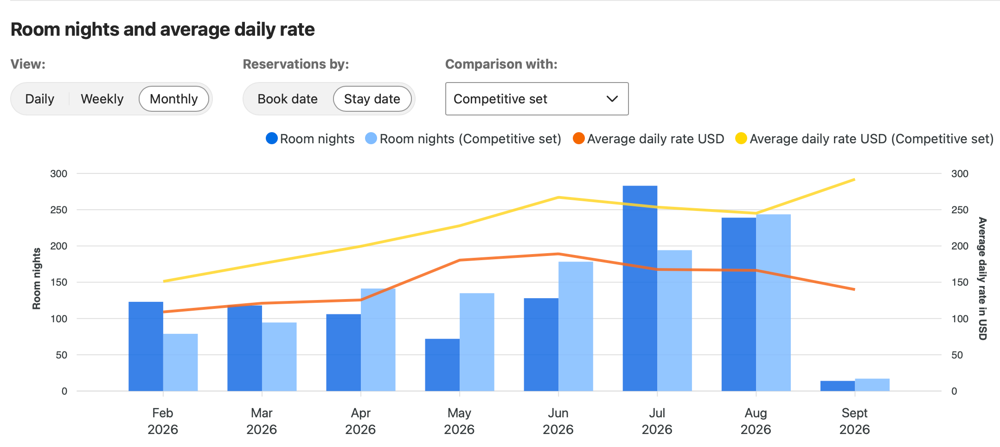 Room nights and average daily rate
View:
Reservations by:
Comparison with:
Daily Weekly Monthly
Book date Stay date
Competitive set
Room nights Room nights (Competitive set) Average daily rate USD Average daily rate USD (Competitive set)
300 300
250 250
200 200
150 150
100 100
50 50
0 0
Room nights
Average daily rate in USD
Feb Mar Apr May Jun Jul Aug Sept
2026 2026 2026 2026 2026 2026 2026 2026